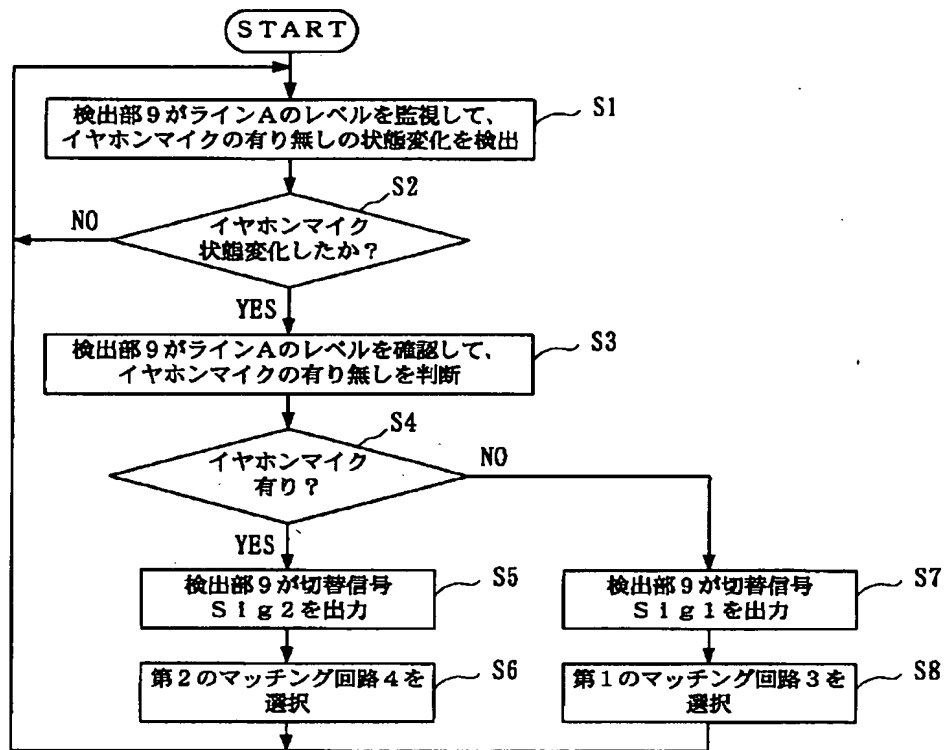 START
検出部9がラインAのレベルを監視して、
イヤホンマイクの有り無しの状態変化を検出
S1
S2
NO
イヤホンマイク
状態変化したか?
YES
検出部9がラインAのレベルを確認して、
イヤホンマイクの有り無しを判断
S3
S4
イヤホンマイク
有り?
NO
YES
検出部9が切替信号
Sig2を出力
S5
検出部9が切替信号
Sig1を出力
S7
第2のマッチング回路4を
選択
S6
第1のマッチング回路3を
選択
S8